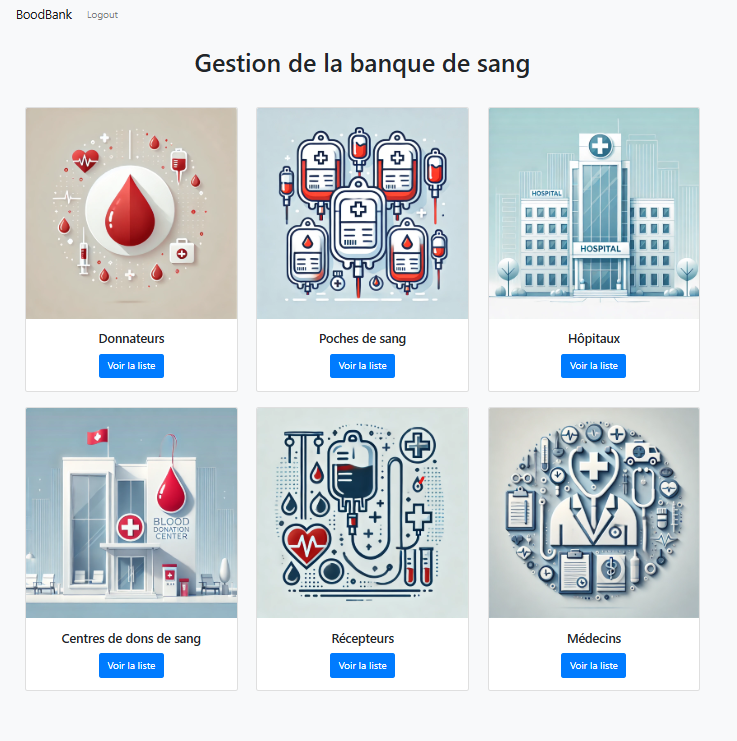 BoodBank Logout
Gestion de la banque de sang
HOSPITAL
HOSPITAL
Donnateurs Poches de sang Hôpitaux
Voir la liste Voir la liste Voir la liste
BLOOD
DONATION
CENTER
Centres de dons de sang Récepteurs Médecins
Voir la liste Voir la liste Voir la liste